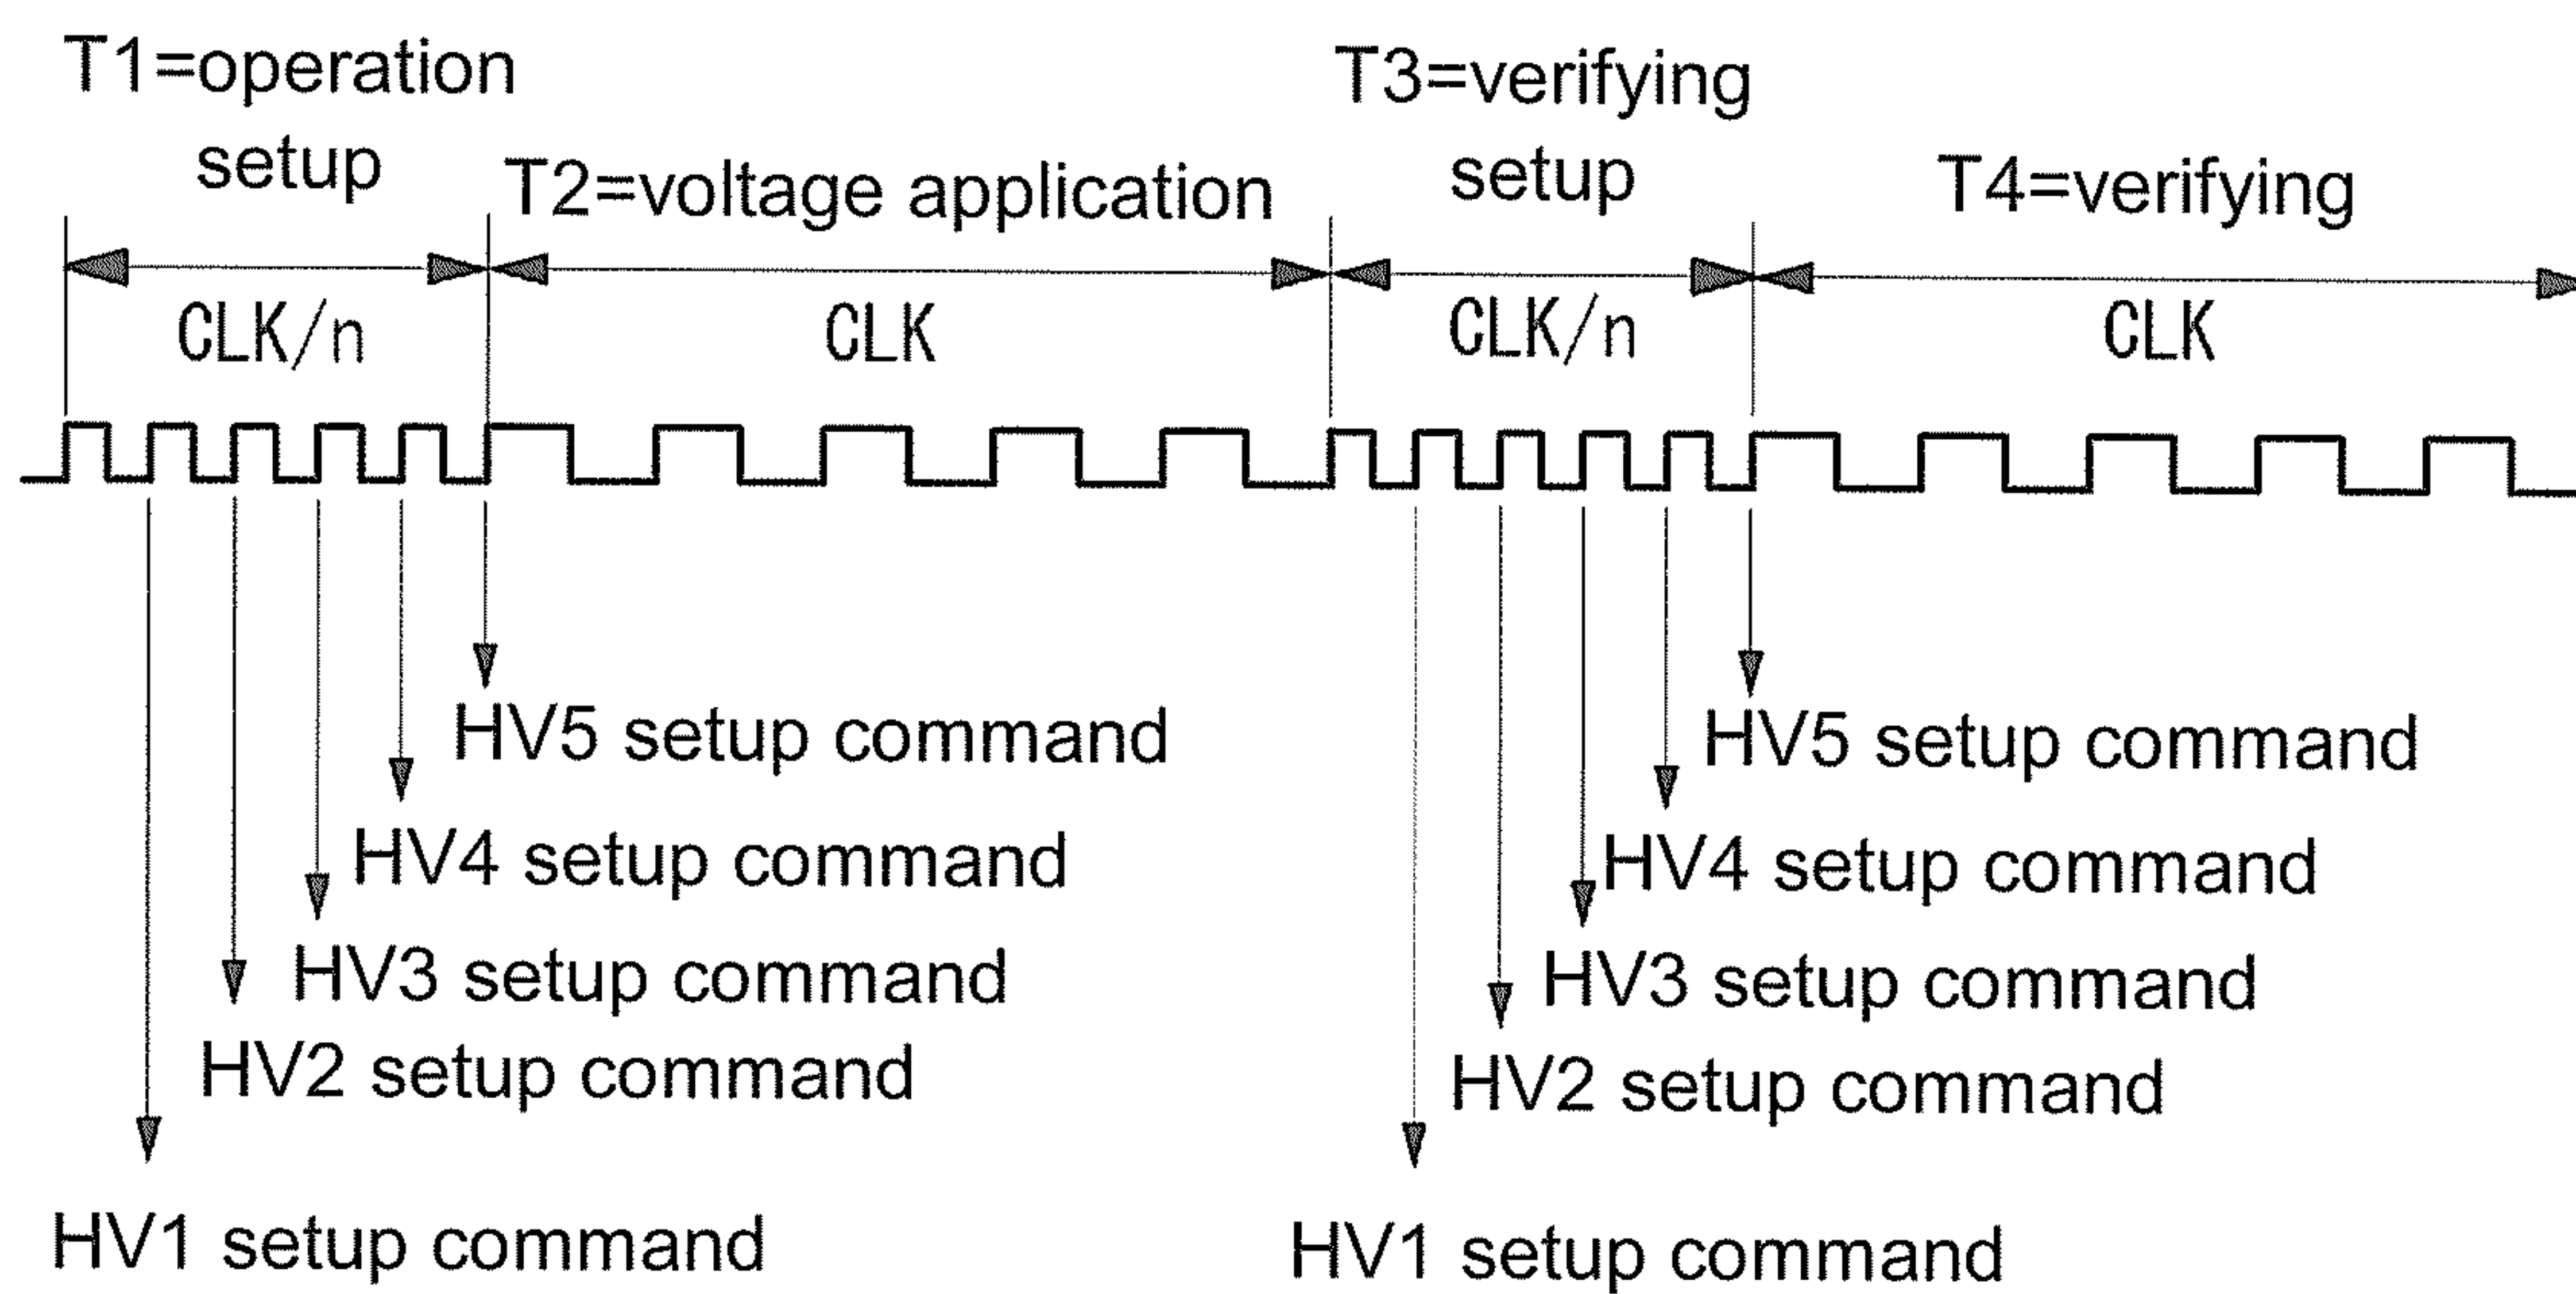 T1=operation
setup
T2=voltage application
T3=verifying
setup
T4=verifying
CLK/n
CLK
CLK/n
CLK
HV5 setup command
HV4 setup command
HV3 setup command
HV2 setup command
HV1 setup command
HV5 setup command
HV4 setup command
HV3 setup command
HV2 setup command
HV1 setup command